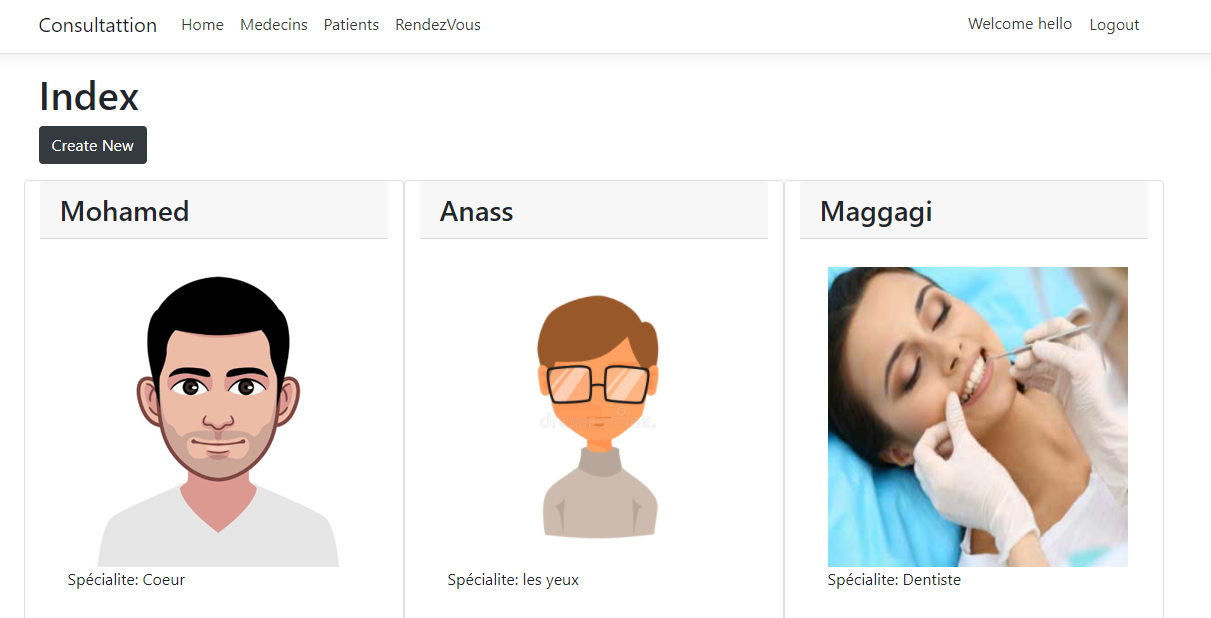 Consultattion Home Medecins Patients RendezVous Welcome hello Logout
Index
Create New
Mohamed Anass Maggagi
Spécialite: Coeur Spécialite: les yeux Spécialite: Dentiste